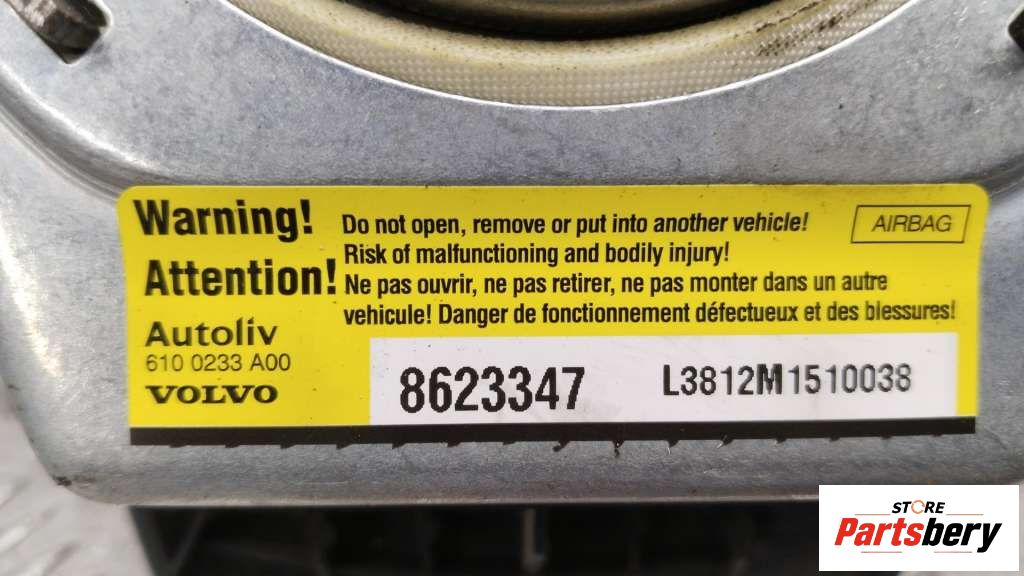 Warning!
Do not open, remove or put into another vehicle!
AIRBAG
Risk of malfunctioning and bodily injury!
Attention!
Ne pas ouvrir, ne pas retirer, ne pas monter dans un autre
vehicule! Danger de fonctionnement défectueux et des blessures!
Autoliv
610 0233 A00
VOLVO
8623347
L3812M1510038
STORE
Partsbery